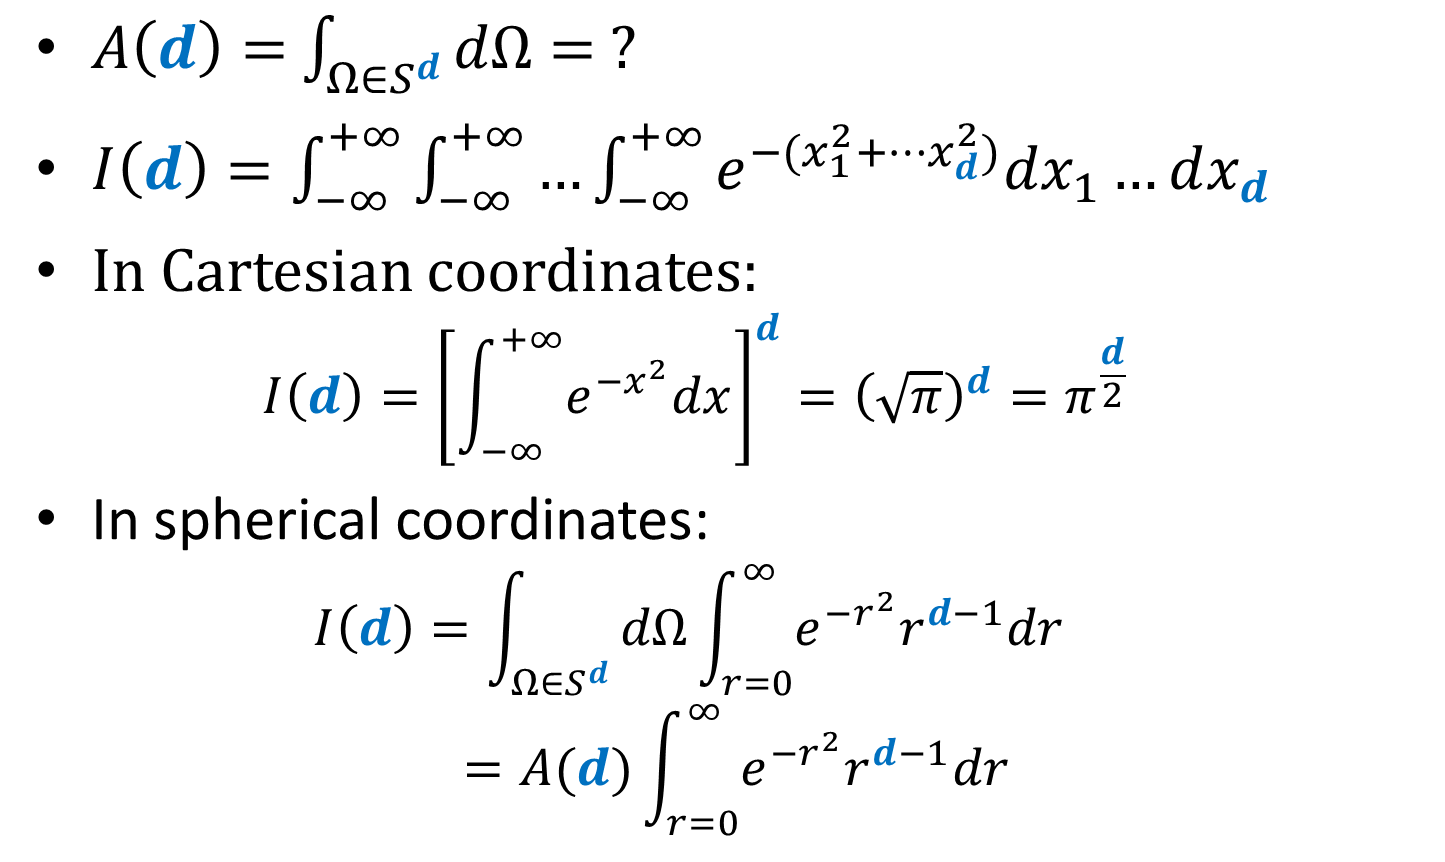 • A(d) = ∫_{Ω∈S^d} dΩ = ?
• I(d) = ∫_{−∞}^{+∞} ∫_{−∞}^{+∞} … ∫_{−∞}^{+∞} e^{−(x_1^2+⋯x_d^2)} dx_1 … dx_d
• In Cartesian coordinates:
I(d) = [∫_{−∞}^{+∞} e^{−x^2} dx]^d = (√π)^d = π^{d/2}
• In spherical coordinates:
I(d) = ∫_{Ω∈S^d} dΩ ∫_{r=0}^{∞} e^{−r^2} r^{d−1} dr
= A(d) ∫_{r=0}^{∞} e^{−r^2} r^{d−1} dr